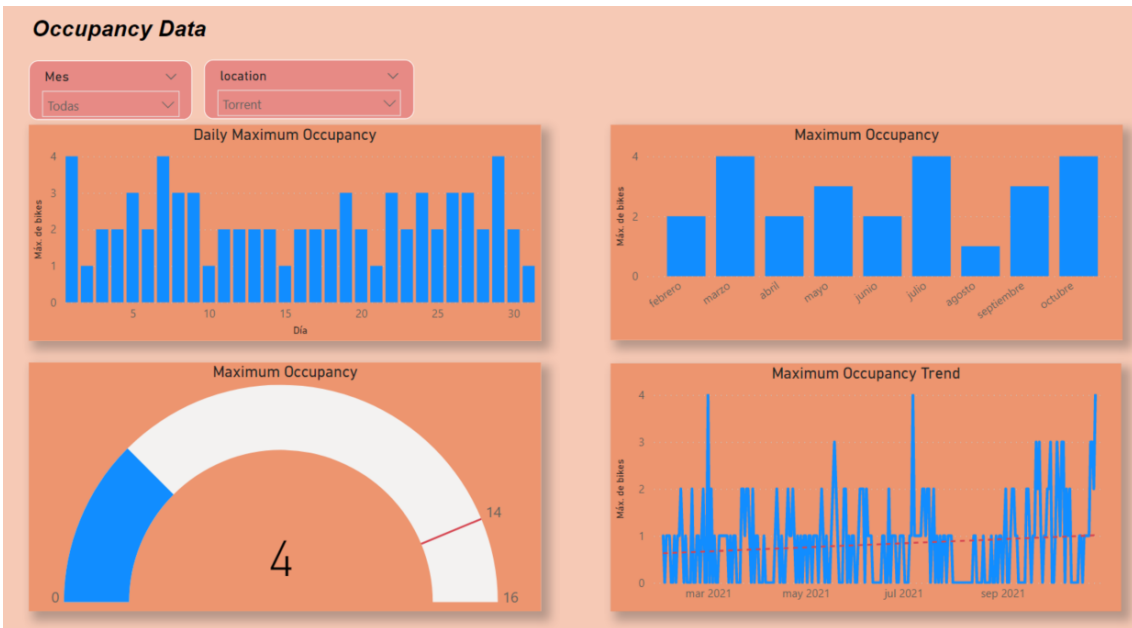 Occupancy Data
Mes
Todas
location
Torrent
Daily Maximum Occupancy
Máx. de bikes
4
3
2
1
0
5 10 15 20 25 30
Día
Maximum Occupancy
Máx. de bikes
4
2
0
febrero marzo abril mayo junio julio agosto septiembre octubre
Maximum Occupancy
4
0
14
16
Maximum Occupancy Trend
Máx. de bikes
4
3
2
1
0
mar 2021 may 2021 jul 2021 sep 2021